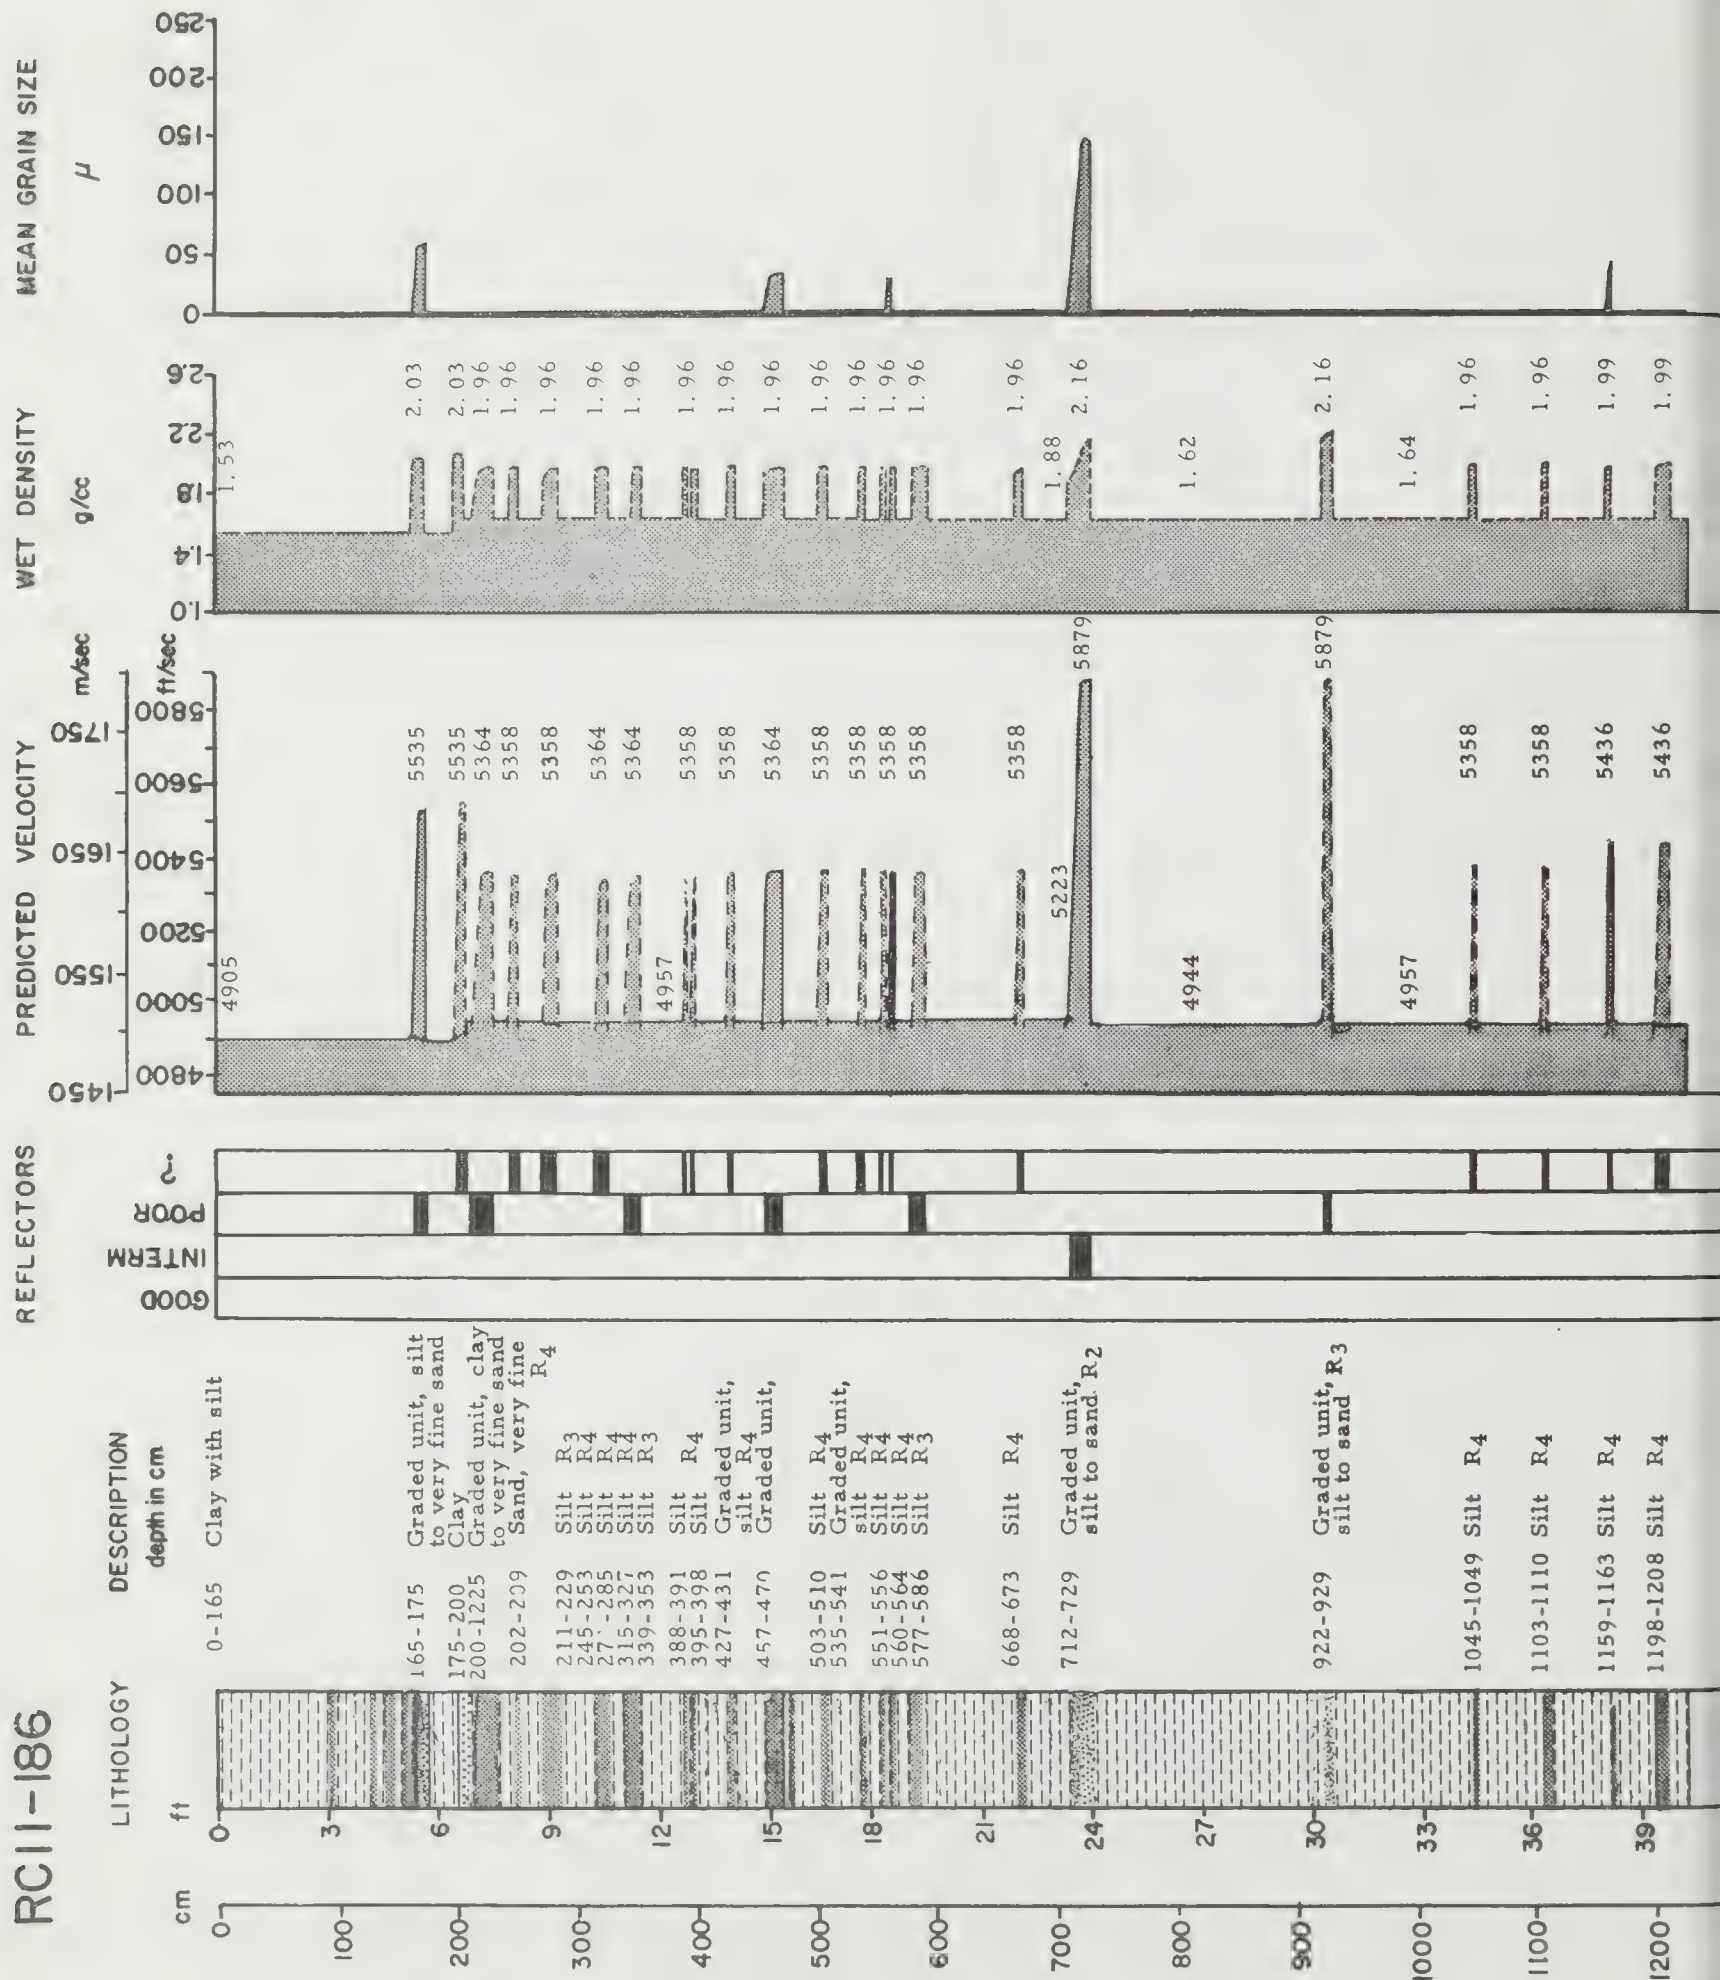 RC11-186
cm
0
100
200
300
400
500
600
700
800
900
1000
1100
1200
ft
0
3
6
9
12
15
18
21
24
27
30
33
36
39
LITHOLOGY
DESCRIPTION
depth in cm
0-165 Clay with silt
165-175 Graded unit, silt
to very fine sand
175-200 Clay
200-1225 Graded unit, clay
to very fine sand
202-209 Sand, very fine
R4
211-229 Silt R3
245-253 Silt R4
-285 Silt R4
315-327 Silt R4
339-353 Silt R3
388-391 Silt R4
395-398 Silt
427-431 Graded unit,
silt R4
457-470 Graded unit,
503-510 Silt R4
535-541 Graded unit,
silt R4
551-556 Silt R4
560-564 Silt R4
577-586 Silt R3
668-673 Silt R4
712-729 Graded unit,
silt to sand. R2
922-929 Graded unit, R3
silt to sand
1045-1049 Silt R4
1103-1110 Silt R4
1159-1163 Silt R4
1198-1208 Silt R4
REFLECTORS
GOOD
INTERM
POOR
?
PREDICTED VELOCITY
m/sec
1450
1550
1650
1750
ft/sec
4800
5000
5200
5400
5600
5800
4905
5535
5535
5364
5358
5358
5364
5364
4957
5358
5358
5364
5358
5358
5358
5358
5358
5223
5879
4944
5879
4957
5358
5358
5436
5436
WET DENSITY
g/cc
1.0
1.4
1.8
2.2
2.6
1.53
2.03
2.03
1.96
1.96
1.96
1.96
1.96
1.96
1.96
1.96
1.96
1.96
1.96
1.96
1.96
1.88
2.16
1.62
2.16
1.64
1.96
1.96
1.99
1.99
MEAN GRAIN SIZE
μ
0
50
100
150
200
250